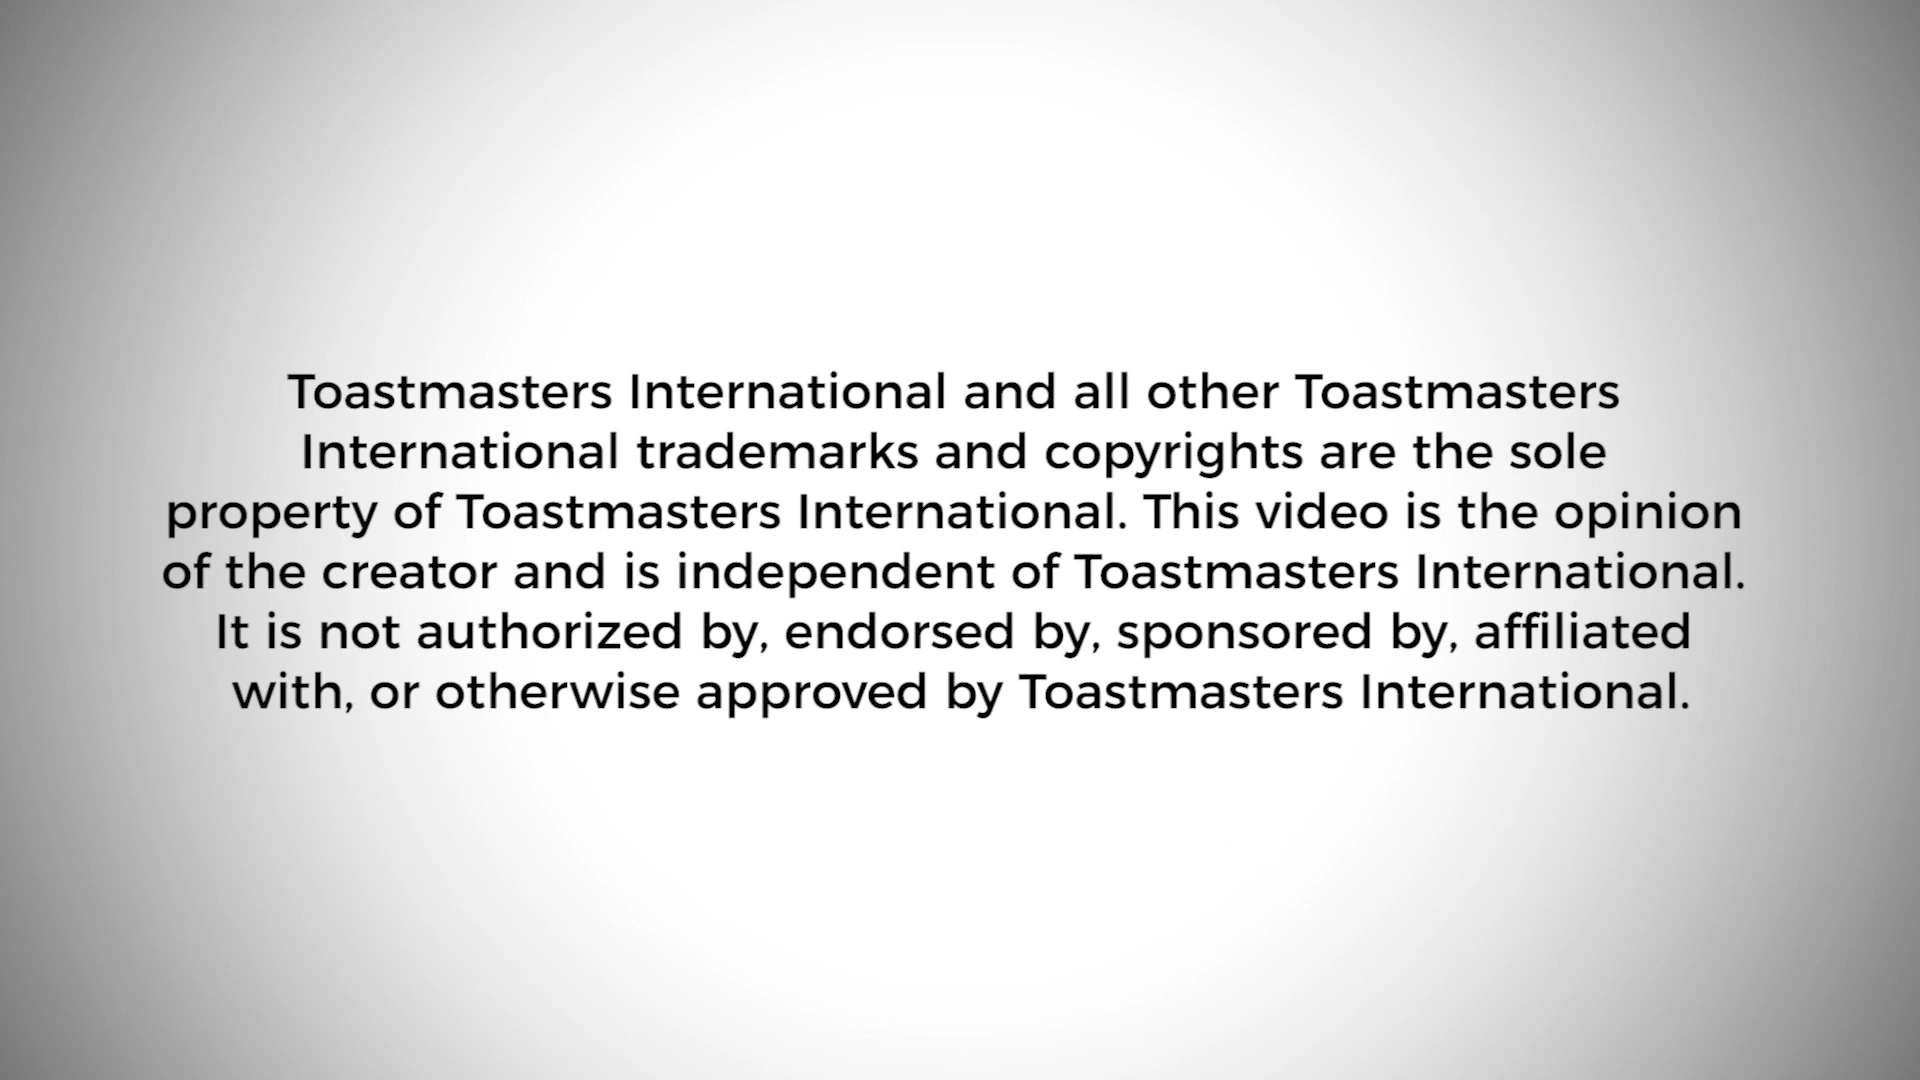 Toastmasters International and all other Toastmasters
International trademarks and copyrights are the sole
property of Toastmasters International. This video is the opinion
of the creator and is independent of Toastmasters International.
It is not authorized by, endorsed by, sponsored by, affiliated
with, or otherwise approved by Toastmasters International.